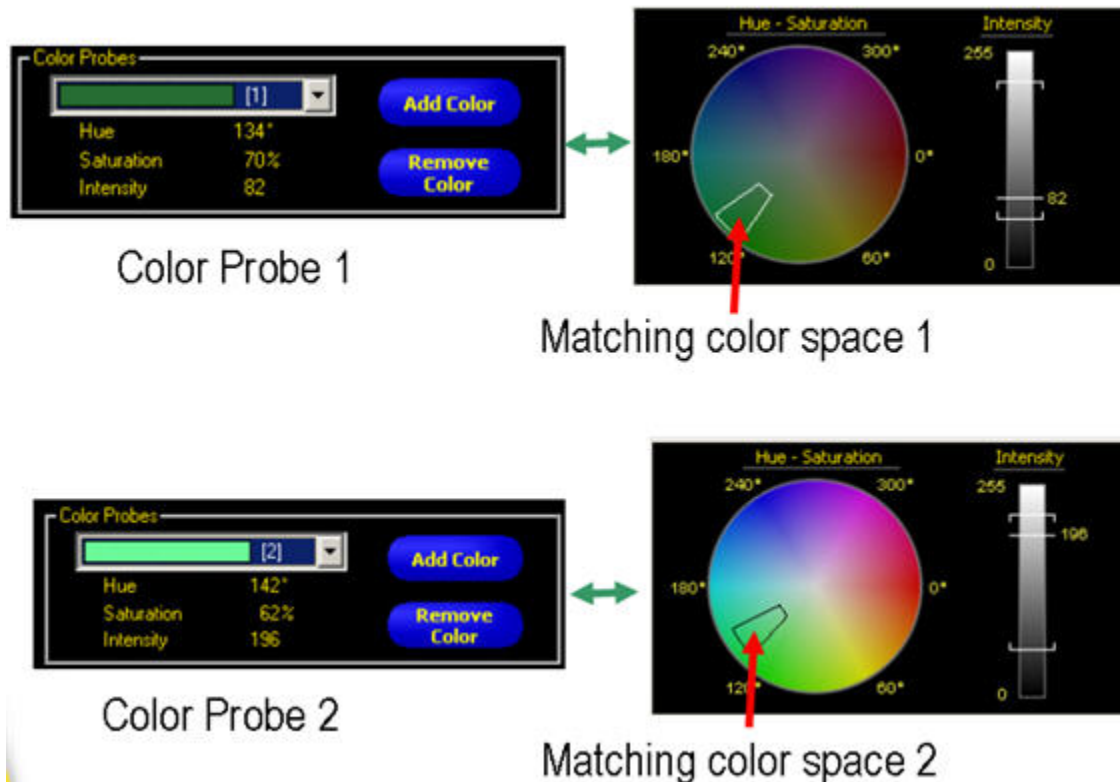 Color Probes
[1]
Add Color
Hue 134°
Saturation 70%
Intensity 82
Remove
Color
Color Probe 1
Hue - Saturation
Intensity
240° 300°
255
180° 0°
82
120° 60°
0
Matching color space 1
Color Probes
[2]
Add Color
Hue 142°
Saturation 62%
Intensity 196
Remove
Color
Color Probe 2
Hue - Saturation
Intensity
240° 300°
255
196
180° 0°
120° 60°
0
Matching color space 2